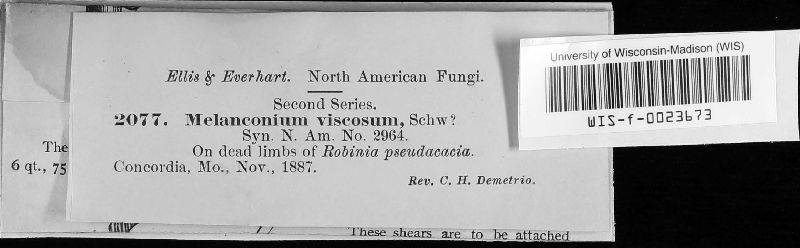 Ellis & Everhart. North American Fungi.
Second Series.
2077. Melanconium viscosum, Schw?
Syn. N. Am. No. 2964.
On dead limbs of Robinia pseudacacia.
Concordia, Mo., Nov., 1887.
Rev. C. H. Demetrio.
University of Wisconsin-Madison (WIS)
WIS-f-0023673
The
6 qt., 75
These shears are to be attached